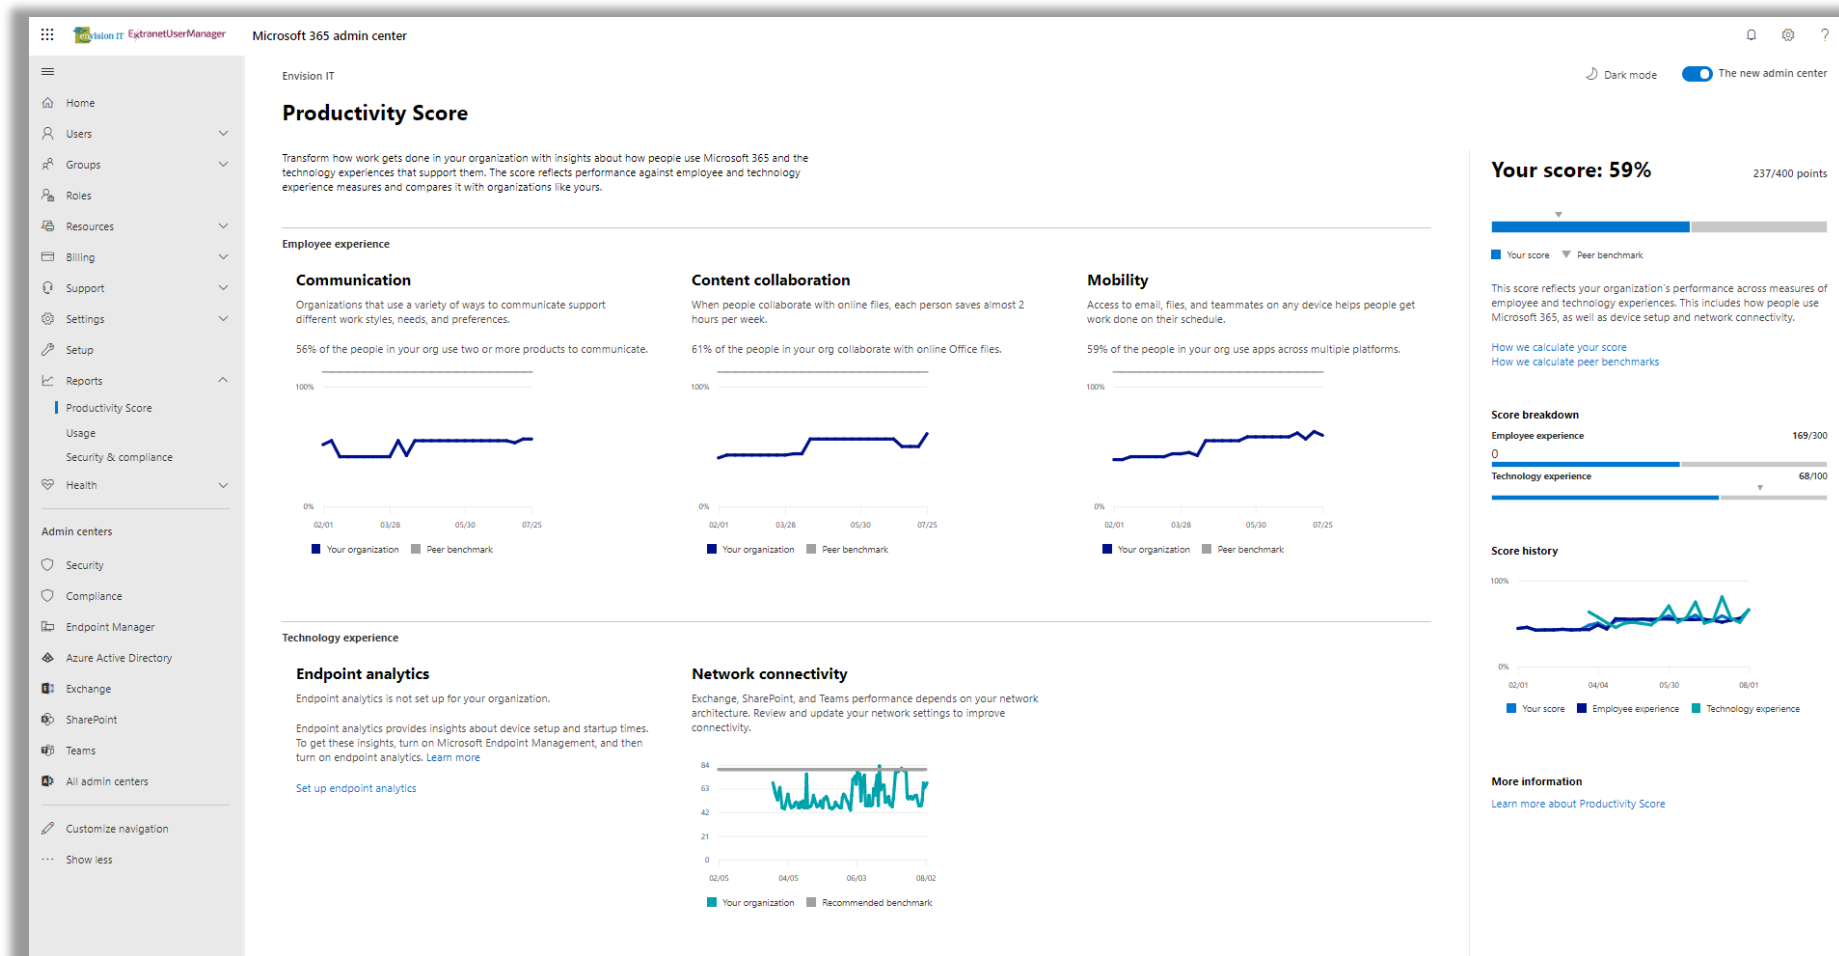 envision IT ExtranetUserManager
Microsoft 365 admin center
?
Envision IT
Dark mode
The new admin center
Home
Users
Groups
Roles
Resources
Billing
Support
Settings
Setup
Reports
Productivity Score
Usage
Security & compliance
Health
Admin centers
Security
Compliance
Endpoint Manager
Azure Active Directory
Exchange
SharePoint
Teams
All admin centers
Customize navigation
Show less
Productivity Score
Transform how work gets done in your organization with insights about how people use Microsoft 365 and the
technology experiences that support them. The score reflects performance against employee and technology
experience measures and compares it with organizations like yours.
Employee experience
Communication
Organizations that use a variety of ways to communicate support
different work styles, needs, and preferences.
56% of the people in your org use two or more products to communicate.
100%
0%
02/01 03/28 05/30 07/25
Your organization Peer benchmark
Content collaboration
When people collaborate with online files, each person saves almost 2
hours per week.
61% of the people in your org collaborate with online Office files.
100%
0%
02/01 03/28 05/30 07/25
Your organization Peer benchmark
Mobility
Access to email, files, and teammates on any device helps people get
work done on their schedule.
59% of the people in your org use apps across multiple platforms.
100%
0%
02/01 03/28 05/30 07/25
Your organization Peer benchmark
Technology experience
Endpoint analytics
Endpoint analytics is not set up for your organization.
Endpoint analytics provides insights about device setup and startup times.
To get these insights, turn on Microsoft Endpoint Management, and then
turn on endpoint analytics. Learn more
Set up endpoint analytics
Network connectivity
Exchange, SharePoint, and Teams performance depends on your network
architecture. Review and update your network settings to improve
connectivity.
84
63
42
21
0
02/05 04/05 06/03 08/02
Your organization Recommended benchmark
Your score: 59%
237/400 points
Your score Peer benchmark
This score reflects your organization's performance across measures of
employee and technology experiences. This includes how people use
Microsoft 365, as well as device setup and network connectivity.
How we calculate your score
How we calculate peer benchmarks
Score breakdown
Employee experience 169/300
0
Technology experience 68/100
Score history
100%
0%
02/01 04/04 05/30 08/01
Your score Employee experience Technology experience
More information
Learn more about Productivity Score